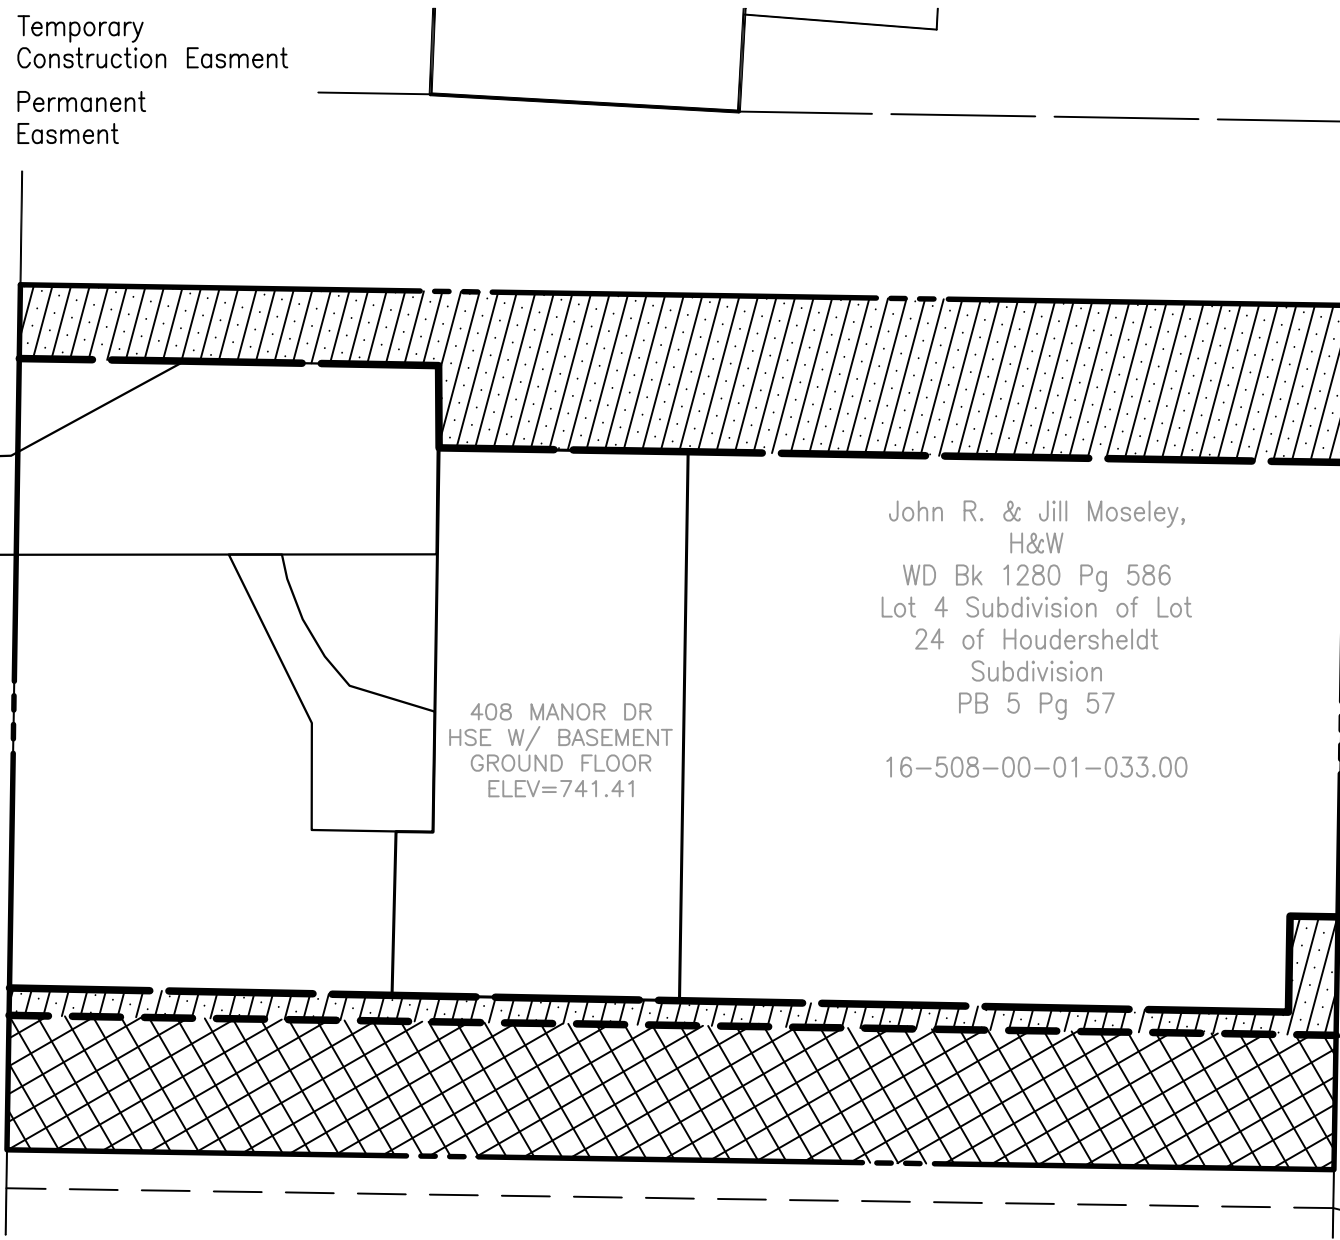 Temporary
Construction Easment
Permanent
Easment
John R. & Jill Moseley,
H&W
WD Bk 1280 Pg 586
Lot 4 Subdivision of Lot
24 of Houdersheldt
Subdivision
PB 5 Pg 57
16-508-00-01-033.00
408 MANOR DR
HSE W/ BASEMENT
GROUND FLOOR
ELEV=741.41